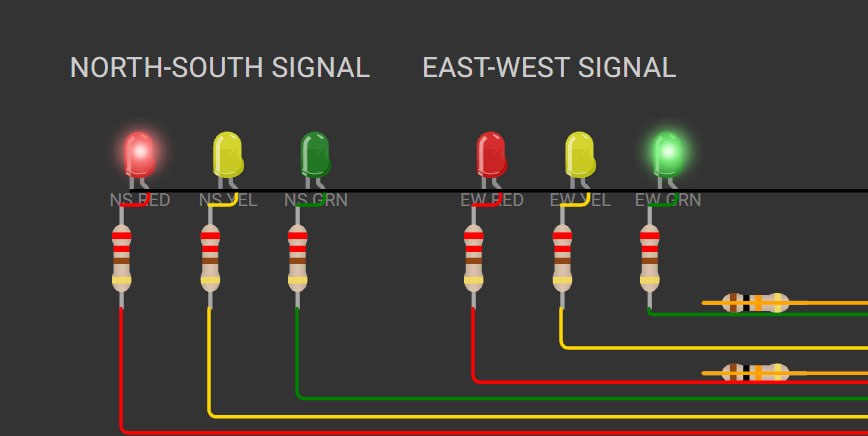 NORTH-SOUTH SIGNAL
EAST-WEST SIGNAL
NS RED
NS YEL
NS GRN
EW RED
EW YEL
EW GRN